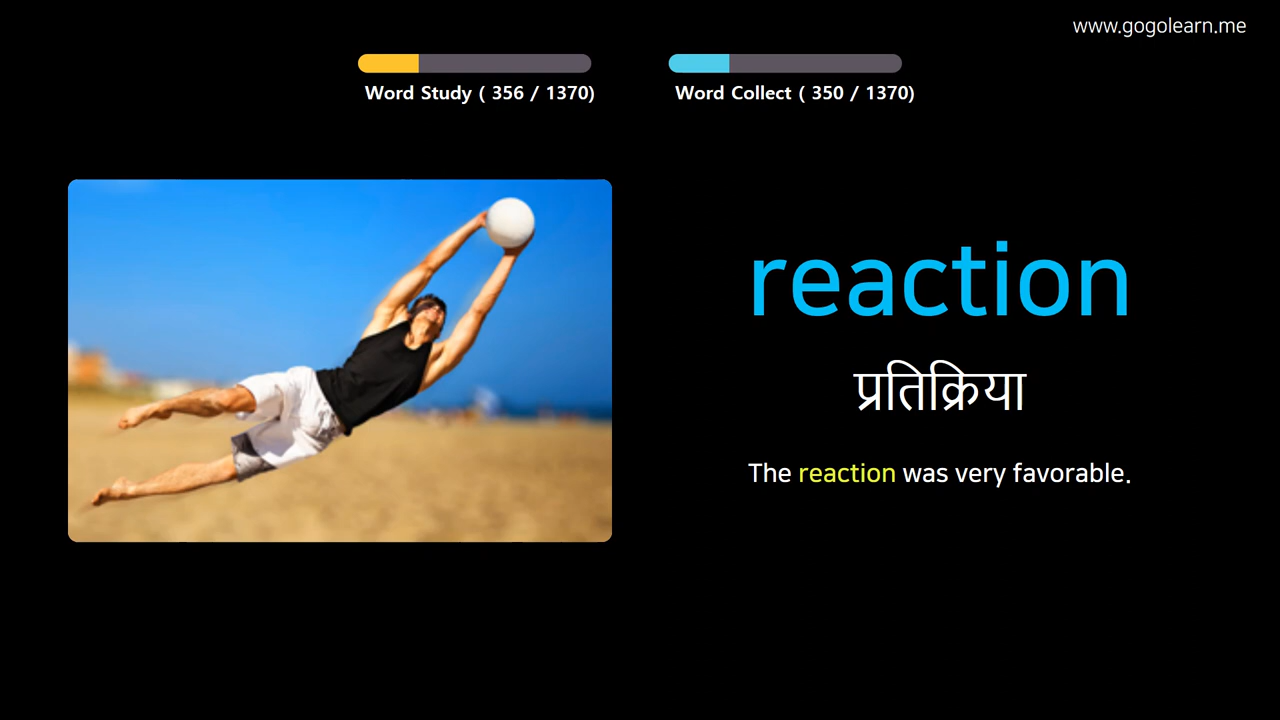 www.gogolearn.me
Word Study ( 356 / 1370)
Word Collect ( 350 / 1370)
reaction
प्रतिक्रिया
The reaction was very favorable.